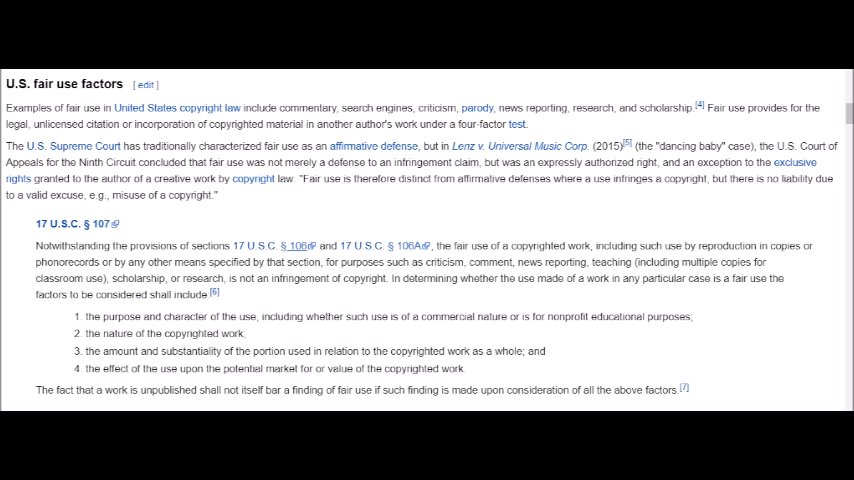 U.S. fair use factors [ edit ]
Examples of fair use in United States copyright law include commentary, search engines, criticism, parody, news reporting, research, and scholarship.[4] Fair use provides for the
legal, unlicensed citation or incorporation of copyrighted material in another author's work under a four-factor test.
The U.S. Supreme Court has traditionally characterized fair use as an affirmative defense, but in Lenz v. Universal Music Corp. (2015)[5] (the "dancing baby" case), the U.S. Court of
Appeals for the Ninth Circuit concluded that fair use was not merely a defense to an infringement claim, but was an expressly authorized right, and an exception to the exclusive
rights granted to the author of a creative work by copyright law: "Fair use is therefore distinct from affirmative defenses where a use infringes a copyright, but there is no liability due
to a valid excuse, e.g., misuse of a copyright."
17 U.S.C. § 107
Notwithstanding the provisions of sections 17 U.S.C. § 106 and 17 U.S.C. § 106A, the fair use of a copyrighted work, including such use by reproduction in copies or
phonorecords or by any other means specified by that section, for purposes such as criticism, comment, news reporting, teaching (including multiple copies for
classroom use), scholarship, or research, is not an infringement of copyright. In determining whether the use made of a work in any particular case is a fair use the
factors to be considered shall include:[6]
1. the purpose and character of the use, including whether such use is of a commercial nature or is for nonprofit educational purposes;
2. the nature of the copyrighted work;
3. the amount and substantiality of the portion used in relation to the copyrighted work as a whole; and
4. the effect of the use upon the potential market for or value of the copyrighted work.
The fact that a work is unpublished shall not itself bar a finding of fair use if such finding is made upon consideration of all the above factors.[7]